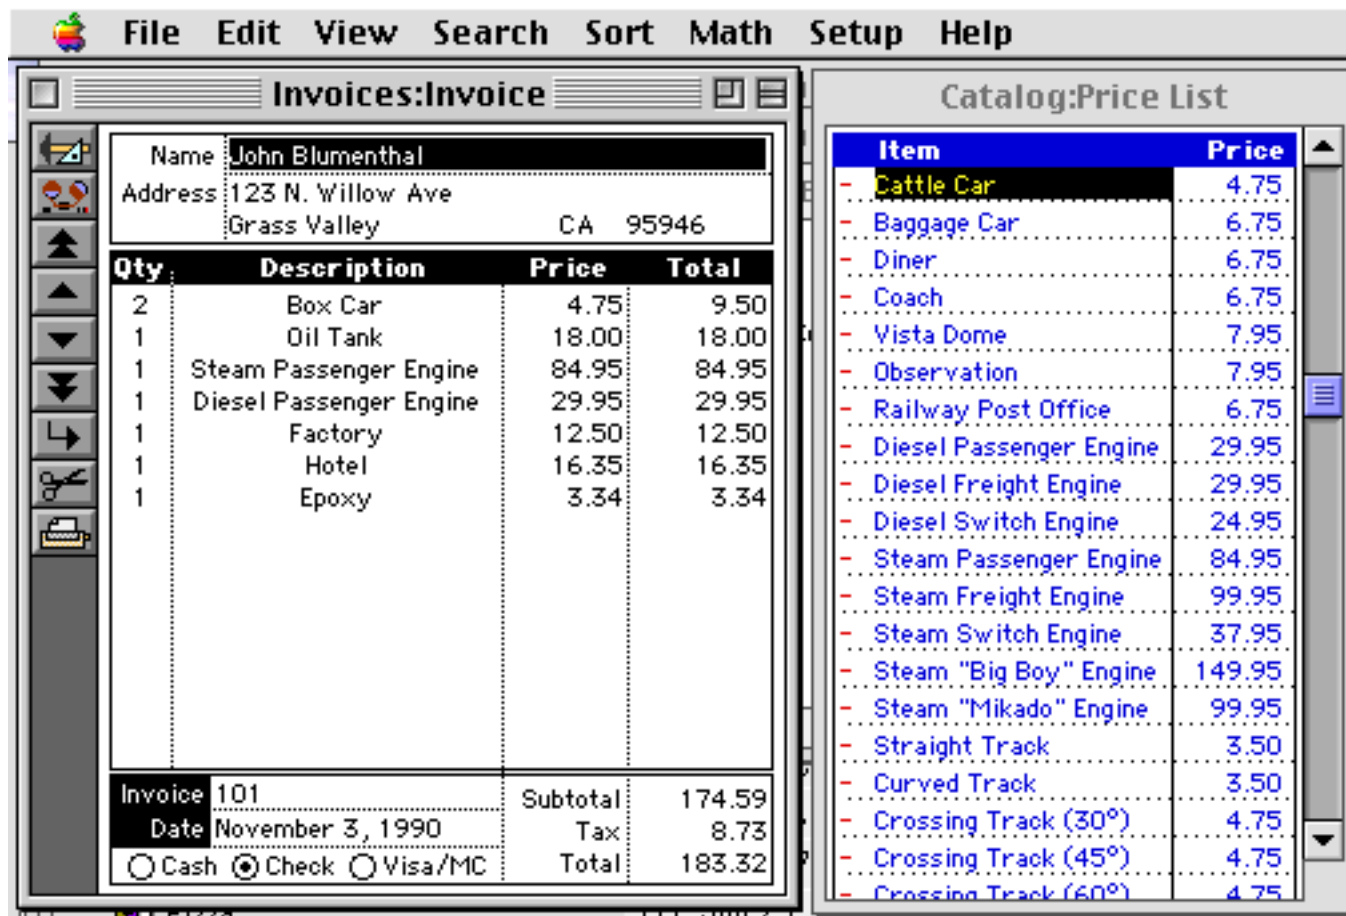 File Edit View Search Sort Math Setup Help
Invoices:Invoice
Name John Blumenthal
Address 123 N. Willow Ave
Grass Valley CA 95946
Qty Description Price Total
2 Box Car 4.75 9.50
1 Oil Tank 18.00 18.00
1 Steam Passenger Engine 84.95 84.95
1 Diesel Passenger Engine 29.95 29.95
1 Factory 12.50 12.50
1 Hotel 16.35 16.35
1 Epoxy 3.34 3.34
Invoice 101
Date November 3, 1990
Cash Check Visa/MC
Subtotal 174.59
Tax 8.73
Total 183.32
Catalog:Price List
Item Price
- Cattle Car 4.75
- Baggage Car 6.75
- Diner 6.75
- Coach 6.75
- Vista Dome 7.95
- Observation 7.95
- Railway Post Office 6.75
- Diesel Passenger Engine 29.95
- Diesel Freight Engine 29.95
- Diesel Switch Engine 24.95
- Steam Passenger Engine 84.95
- Steam Freight Engine 99.95
- Steam Switch Engine 37.95
- Steam "Big Boy" Engine 149.95
- Steam "Mikado" Engine 99.95
- Straight Track 3.50
- Curved Track 3.50
- Crossing Track (30°) 4.75
- Crossing Track (45°) 4.75
- Crossing Track (60°) 4.75